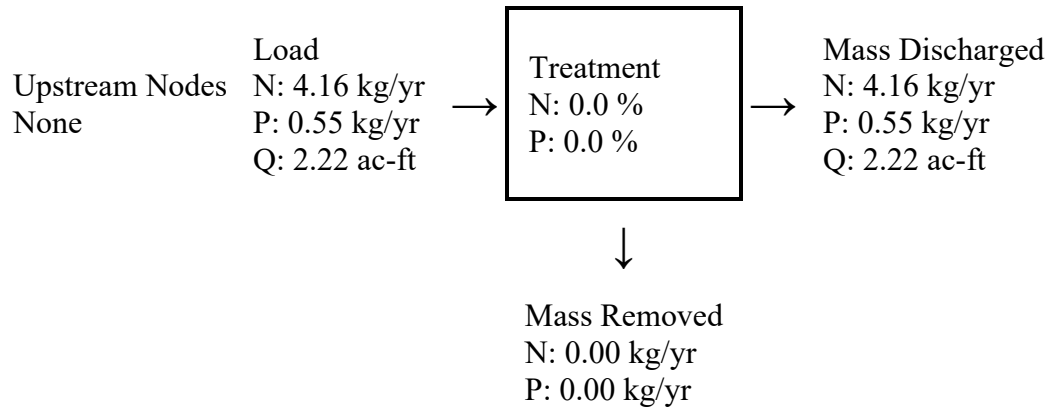 Upstream Nodes
None
Load
N: 4.16 kg/yr
P: 0.55 kg/yr
Q: 2.22 ac-ft
→
Treatment
N: 0.0 %
P: 0.0 %
→
Mass Discharged
N: 4.16 kg/yr
P: 0.55 kg/yr
Q: 2.22 ac-ft
↓
Mass Removed
N: 0.00 kg/yr
P: 0.00 kg/yr